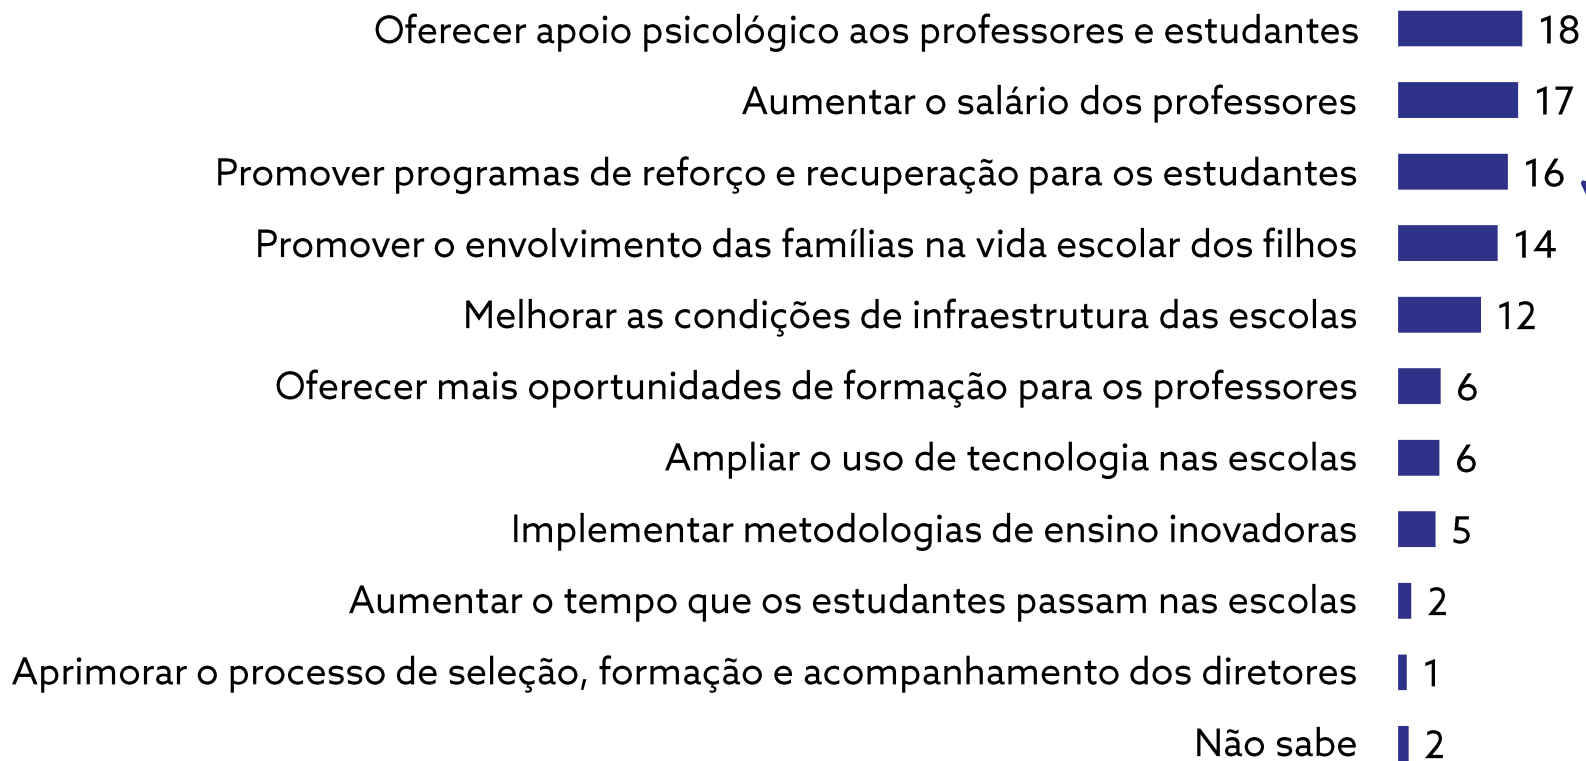 Oferecer apoio psicológico aos professores e estudantes 18
Aumentar o salário dos professores 17
Promover programas de reforço e recuperação para os estudantes 16
Promover o envolvimento das famílias na vida escolar dos filhos 14
Melhorar as condições de infraestrutura das escolas 12
Oferecer mais oportunidades de formação para os professores 6
Ampliar o uso de tecnologia nas escolas 6
Implementar metodologias de ensino inovadoras 5
Aumentar o tempo que os estudantes passam nas escolas 2
Aprimorar o processo de seleção, formação e acompanhamento dos diretores 1
Não sabe 2